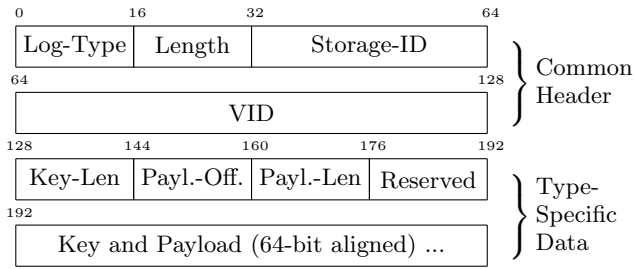 0 16 32 64
Log-Type Length Storage-ID
64 128
VID
Common
Header
128 144 160 176 192
Key-Len Payl.-Off. Payl.-Len Reserved
192
Key and Payload (64-bit aligned) ...
Type-
Specific
Data